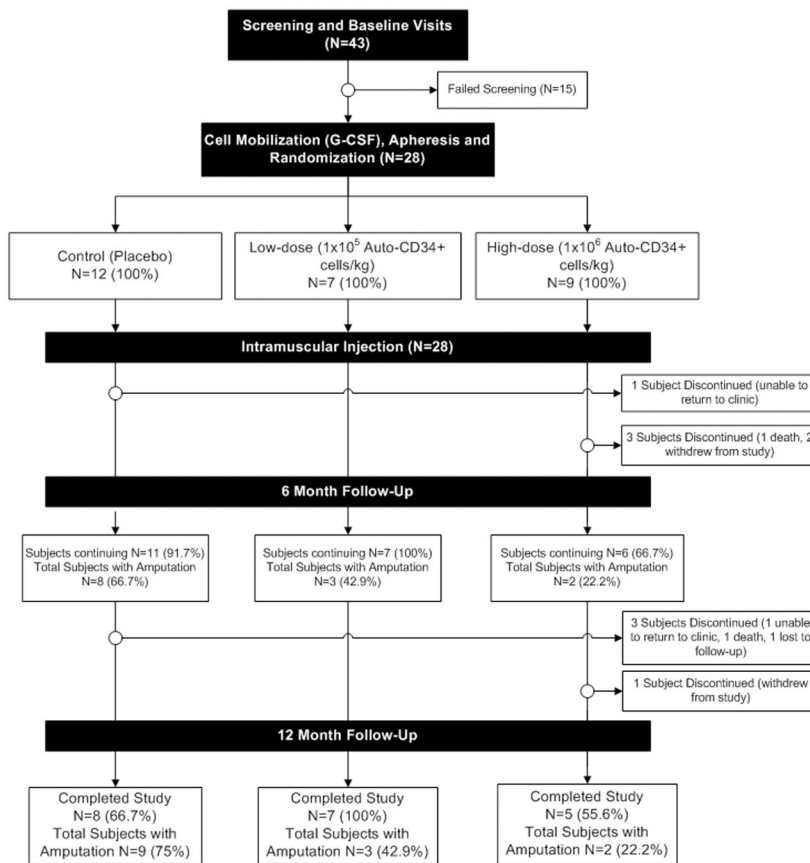 Screening and Baseline Visits
(N=43)
Failed Screening (N=15)
Cell Mobilization (G-CSF), Apheresis and
Randomization (N=28)
Control (Placebo)
N=12 (100%)
Low-dose (1x10⁵ Auto-CD34+
cells/kg)
N=7 (100%)
High-dose (1x10⁶ Auto-CD34+
cells/kg)
N=9 (100%)
Intramuscular Injection (N=28)
1 Subject Discontinued (unable to
return to clinic)
3 Subjects Discontinued (1 death, 2
withdrew from study)
6 Month Follow-Up
Subjects continuing N=11 (91.7%)
Total Subjects with Amputation
N=8 (66.7%)
Subjects continuing N=7 (100%)
Total Subjects with Amputation
N=3 (42.9%)
Subjects continuing N=6 (66.7%)
Total Subjects with Amputation
N=2 (22.2%)
3 Subjects Discontinued (1 unable
to return to clinic, 1 death, 1 lost to
follow-up)
1 Subject Discontinued (withdrew
from study)
12 Month Follow-Up
Completed Study
N=8 (66.7%)
Total Subjects with
Amputation N=9 (75%)
Completed Study
N=7 (100%)
Total Subjects with
Amputation N=3 (42.9%)
Completed Study
N=5 (55.6%)
Total Subjects with
Amputation N=2 (22.2%)